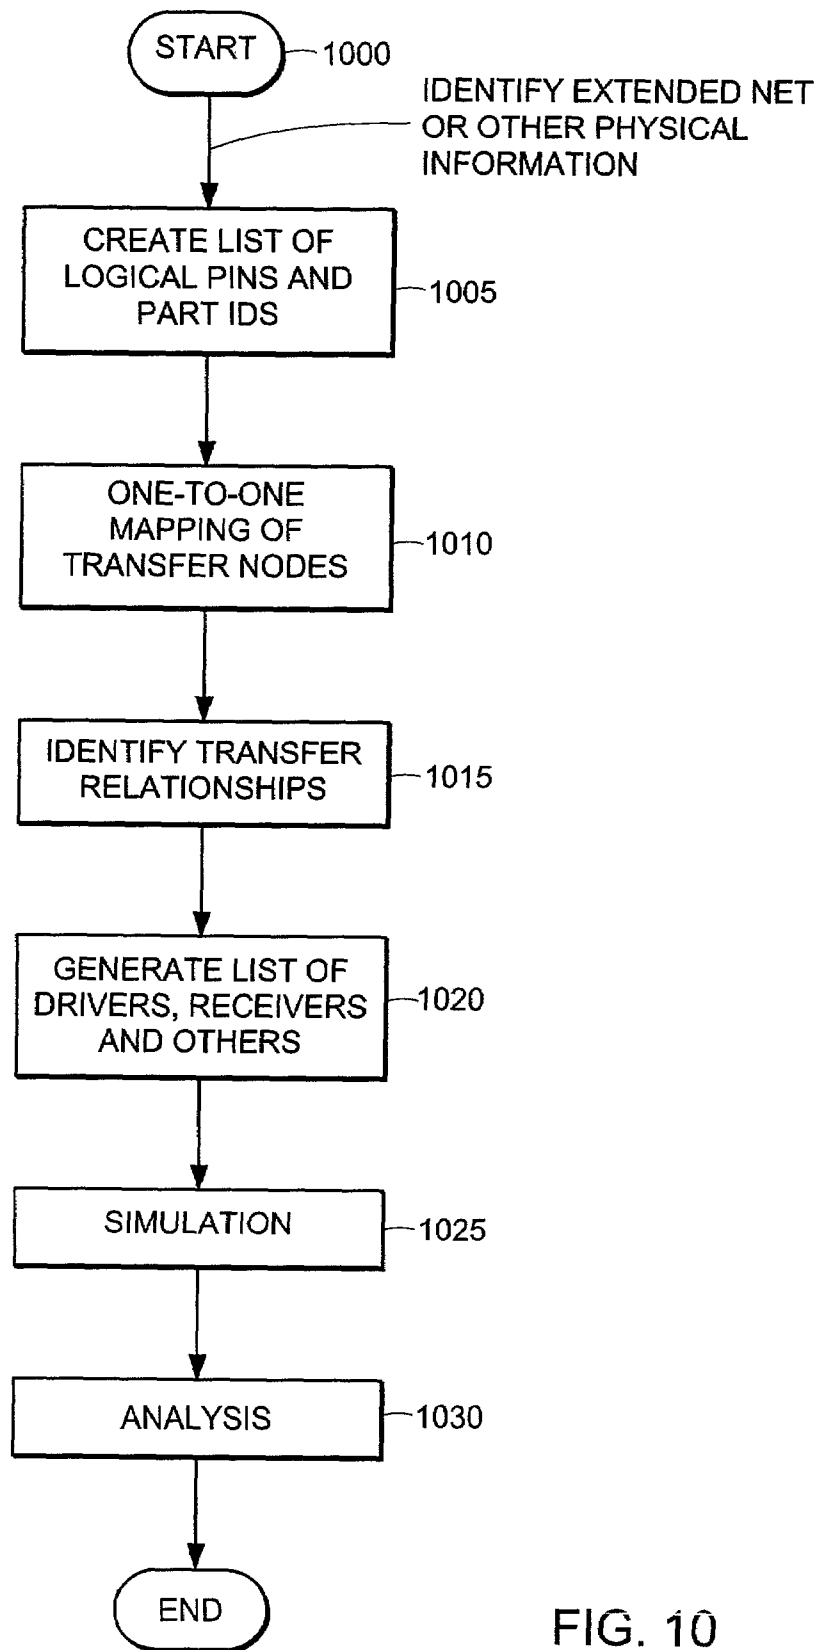 START
1000
IDENTIFY EXTENDED NET
OR OTHER PHYSICAL
INFORMATION
CREATE LIST OF
LOGICAL PINS AND
PART IDS
1005
ONE-TO-ONE
MAPPING OF
TRANSFER NODES
1010
IDENTIFY TRANSFER
RELATIONSHIPS
1015
GENERATE LIST OF
DRIVERS, RECEIVERS
AND OTHERS
1020
SIMULATION
1025
ANALYSIS
1030
END
FIG. 10